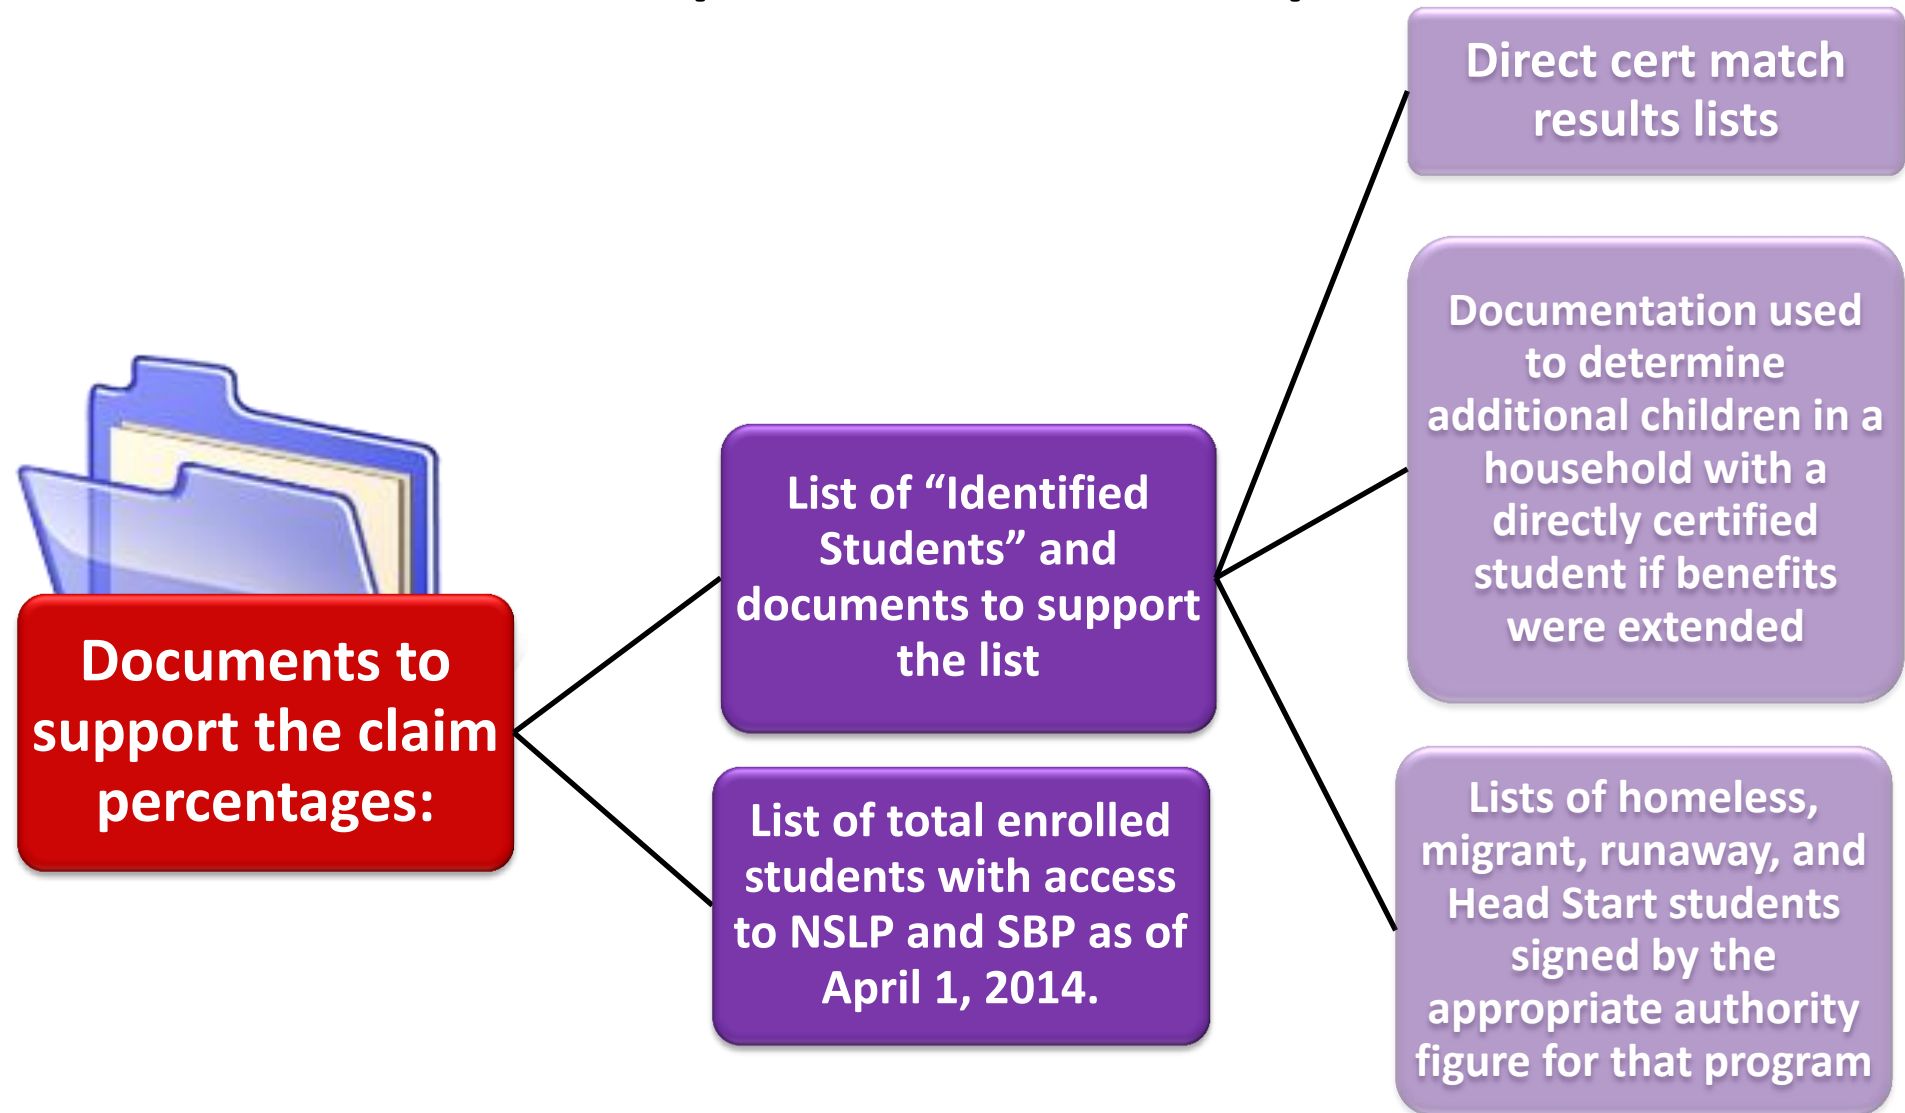 Documents to
support the claim
percentages:
List of “Identified
Students” and
documents to support
the list
List of total enrolled
students with access
to NSLP and SBP as of
April 1, 2014.
Direct cert match
results lists
Documentation used
to determine
additional children in a
household with a
directly certified
student if benefits
were extended
Lists of homeless,
migrant, runaway, and
Head Start students
signed by the
appropriate authority
figure for that program